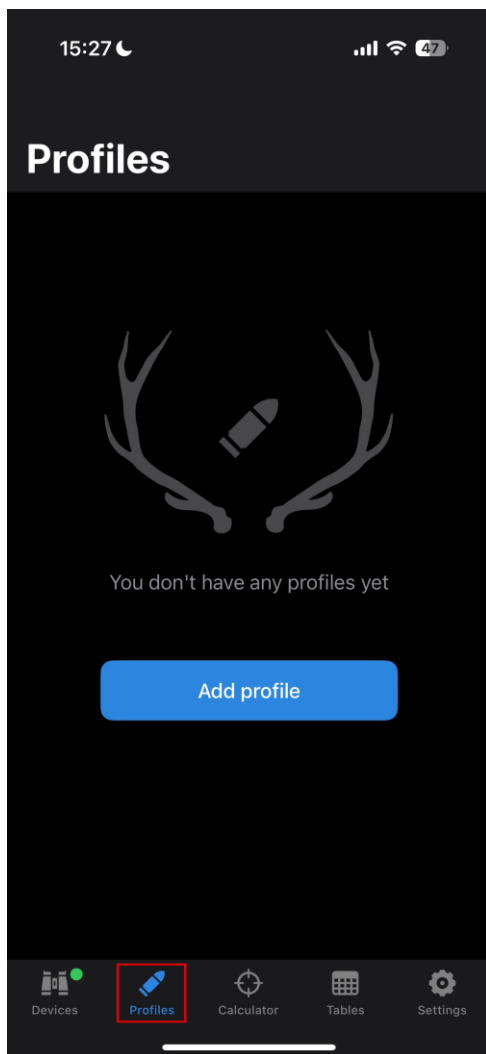 15:27
47
Profiles
You don't have any profiles yet
Add profile
Devices Profiles Calculator Tables Settings